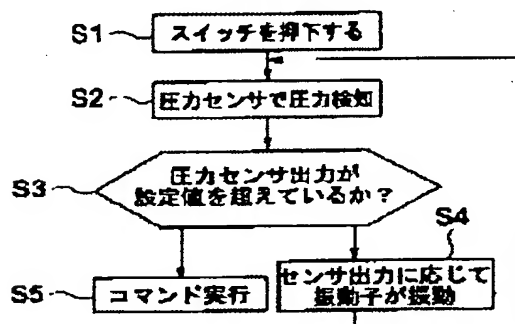 S1 スイッチを押下する
S2 圧力センサで圧力検知
S3 圧力センサ出力が
設定値を超えているか？
S4
S5 コマンド実行
センサ出力に応じて
振動子が振動